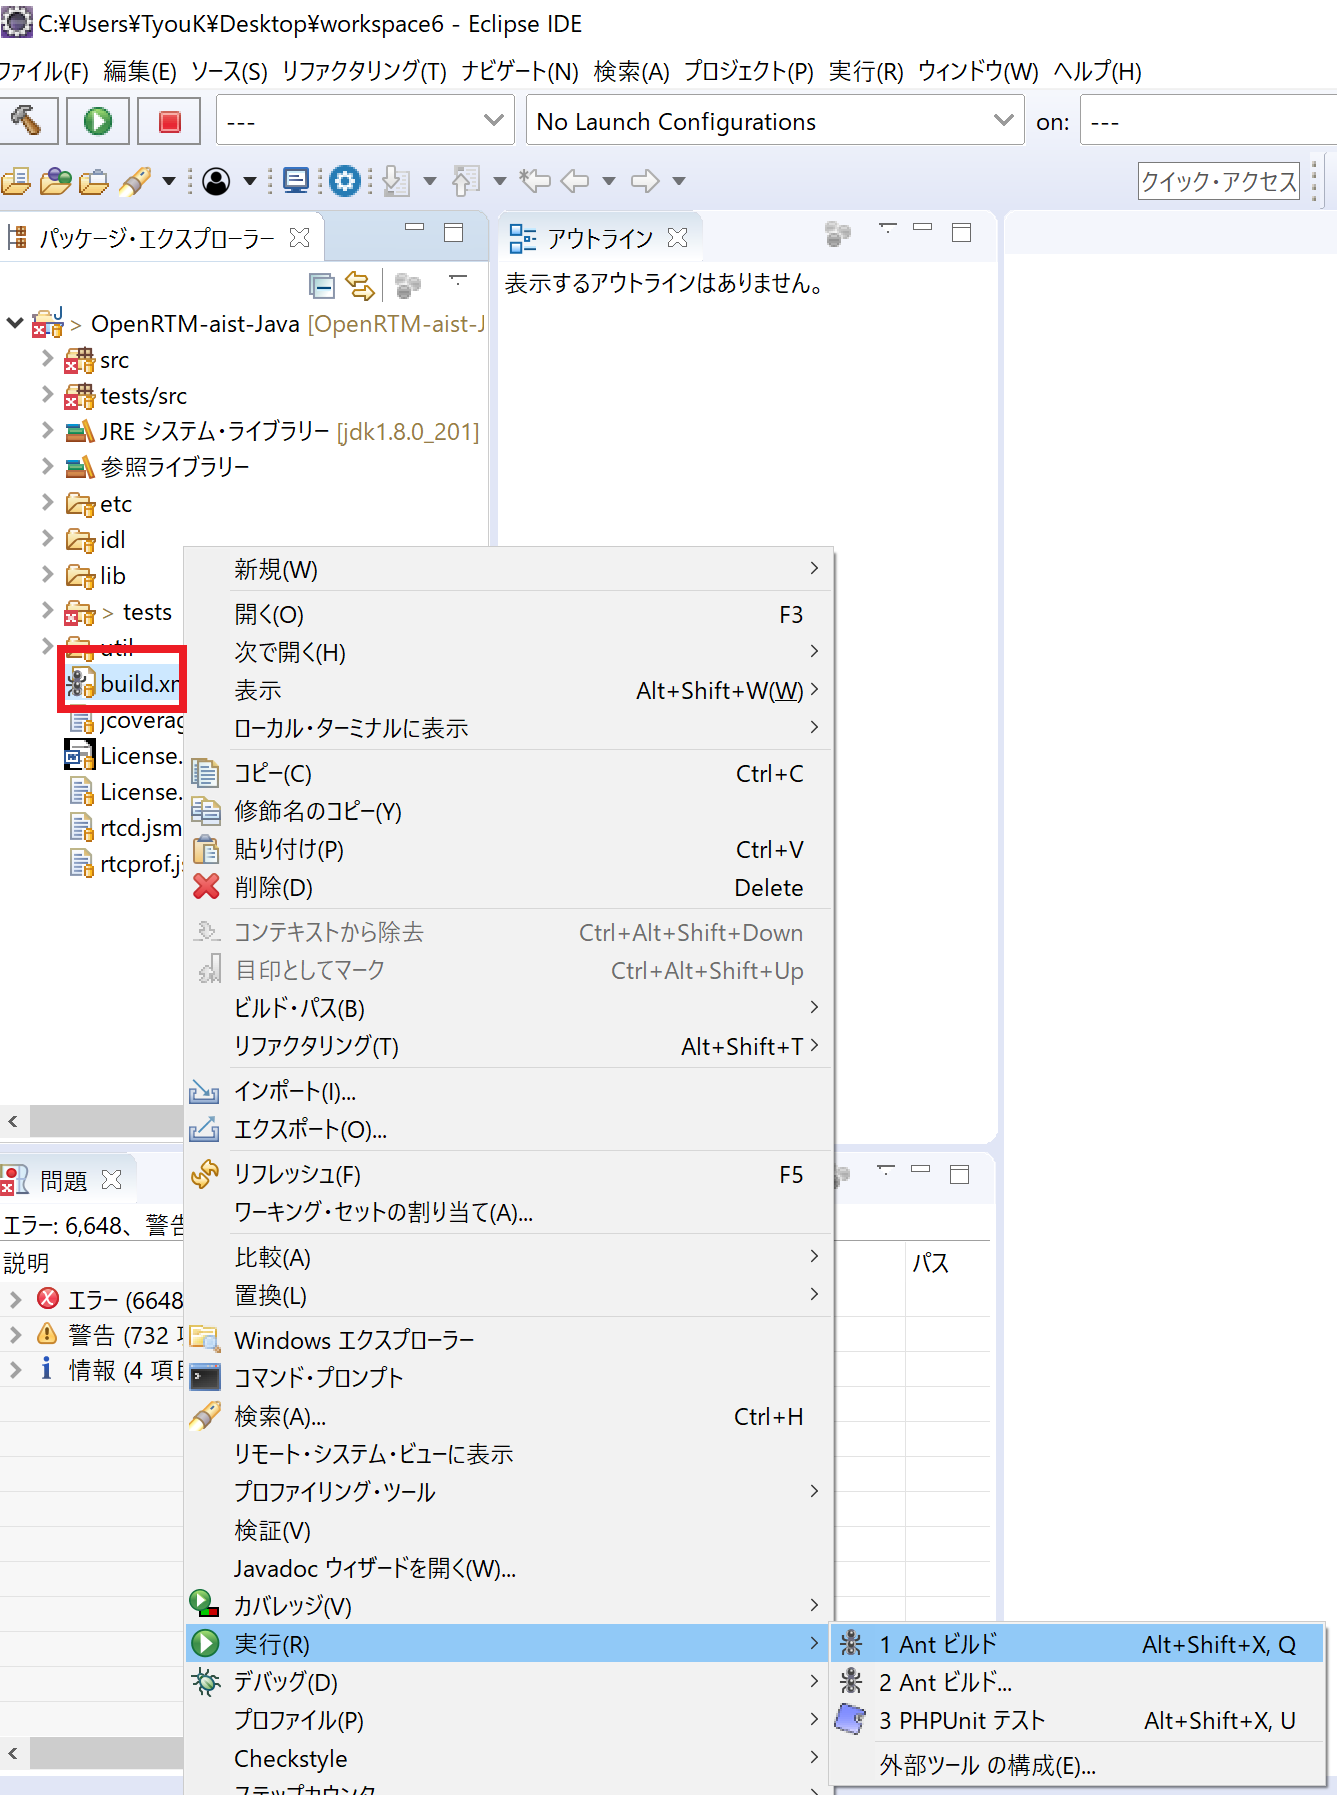 C:¥Users¥TyouK¥Desktop¥workspace6 - Eclipse IDE
ファイル(F) 編集(E) ソース(S) リファクタリング(T) ナビゲート(N) 検索(A) プロジェクト(P) 実行(R) ウィンドウ(W) ヘルプ(H)
--- No Launch Configurations on: ---
クイック・アクセス
パッケージ・エクスプローラー
アウトライン
表示するアウトラインはありません。
> OpenRTM-aist-Java [OpenRTM-aist-J
src
tests/src
JRE システム・ライブラリー [jdk1.8.0_201]
参照ライブラリー
etc
idl
lib
> tests
util
build.xm
jcoverag
License.
License.
rtcd.jsm
rtcprof.js
新規(W)
開く(O) F3
次で開く(H)
表示 Alt+Shift+W(W)
ローカル・ターミナルに表示
コピー(C) Ctrl+C
修飾名のコピー(Y)
貼り付け(P) Ctrl+V
削除(D) Delete
コンテキストから除去 Ctrl+Alt+Shift+Down
目印としてマーク Ctrl+Alt+Shift+Up
ビルド・パス(B)
リファクタリング(T) Alt+Shift+T
インポート(I)...
エクスポート(O)...
リフレッシュ(F) F5
ワーキング・セットの割り当て(A)...
比較(A)
置換(L)
Windows エクスプローラー
コマンド・プロンプト
検索(A)... Ctrl+H
リモート・システム・ビューに表示
プロファイリング・ツール
検証(V)
Javadoc ウィザードを開く(W)...
カバレッジ(V)
実行(R)
デバッグ(D)
プロファイル(P)
Checkstyle
ステップカウンタ
1 Ant ビルド Alt+Shift+X, Q
2 Ant ビルド...
3 PHPUnit テスト Alt+Shift+X, U
外部ツール の構成(E)...
問題
エラー: 6,648、警告
説明
パス
エラー (6648
警告 (732 項
情報 (4 項目